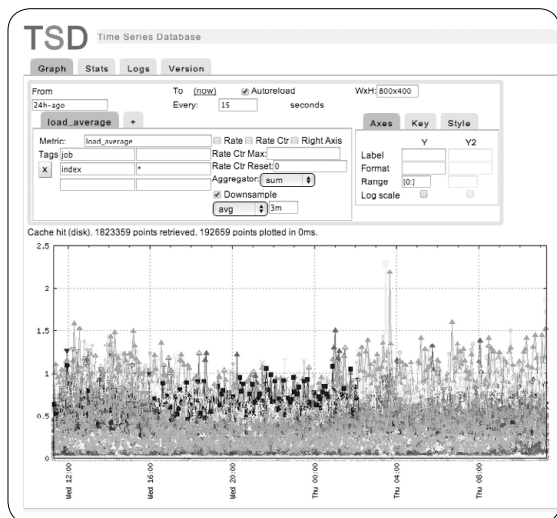 TSD Time Series Database
Graph Stats Logs Version
From To (now) Autoreload WxH: 800x400
24h-ago Every: 15 seconds
load_average + Axes Key Style
Metric: load_average Rate Rate Ctr Right Axis Y Y2
Tags job Rate Ctr Max: Label
x index * Rate Ctr Reset: 0 Format
Aggregator: sum Range [0:]
Downsample Log scale
avg 3m
Cache hit (disk). 1823359 points retrieved. 192659 points plotted in 0ms.
2.5
2
1.5
1
0.5
0
Wed 12:00
Wed 16:00
Wed 20:00
Thu 00:00
Thu 04:00
Thu 08:00